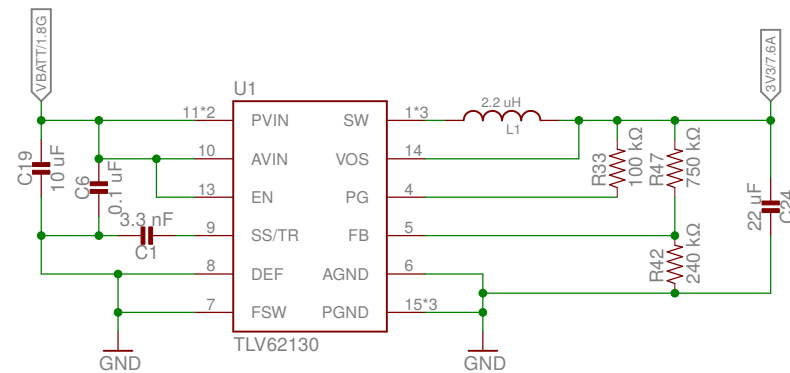 VBATT/1.8G
3V3/7.6A
U1
11*2
PVIN
SW
1*3
2.2 uH
L1
10
AVIN
VOS
14
C19
10 uF
C6
0.1 uF
R33
100 kΩ
R47
750 kΩ
13
EN
PG
4
3.3 nF
C1
9
SS/TR
FB
5
22 uF
C24
R42
240 kΩ
8
DEF
AGND
6
7
FSW
PGND
15*3
TLV62130
GND
GND